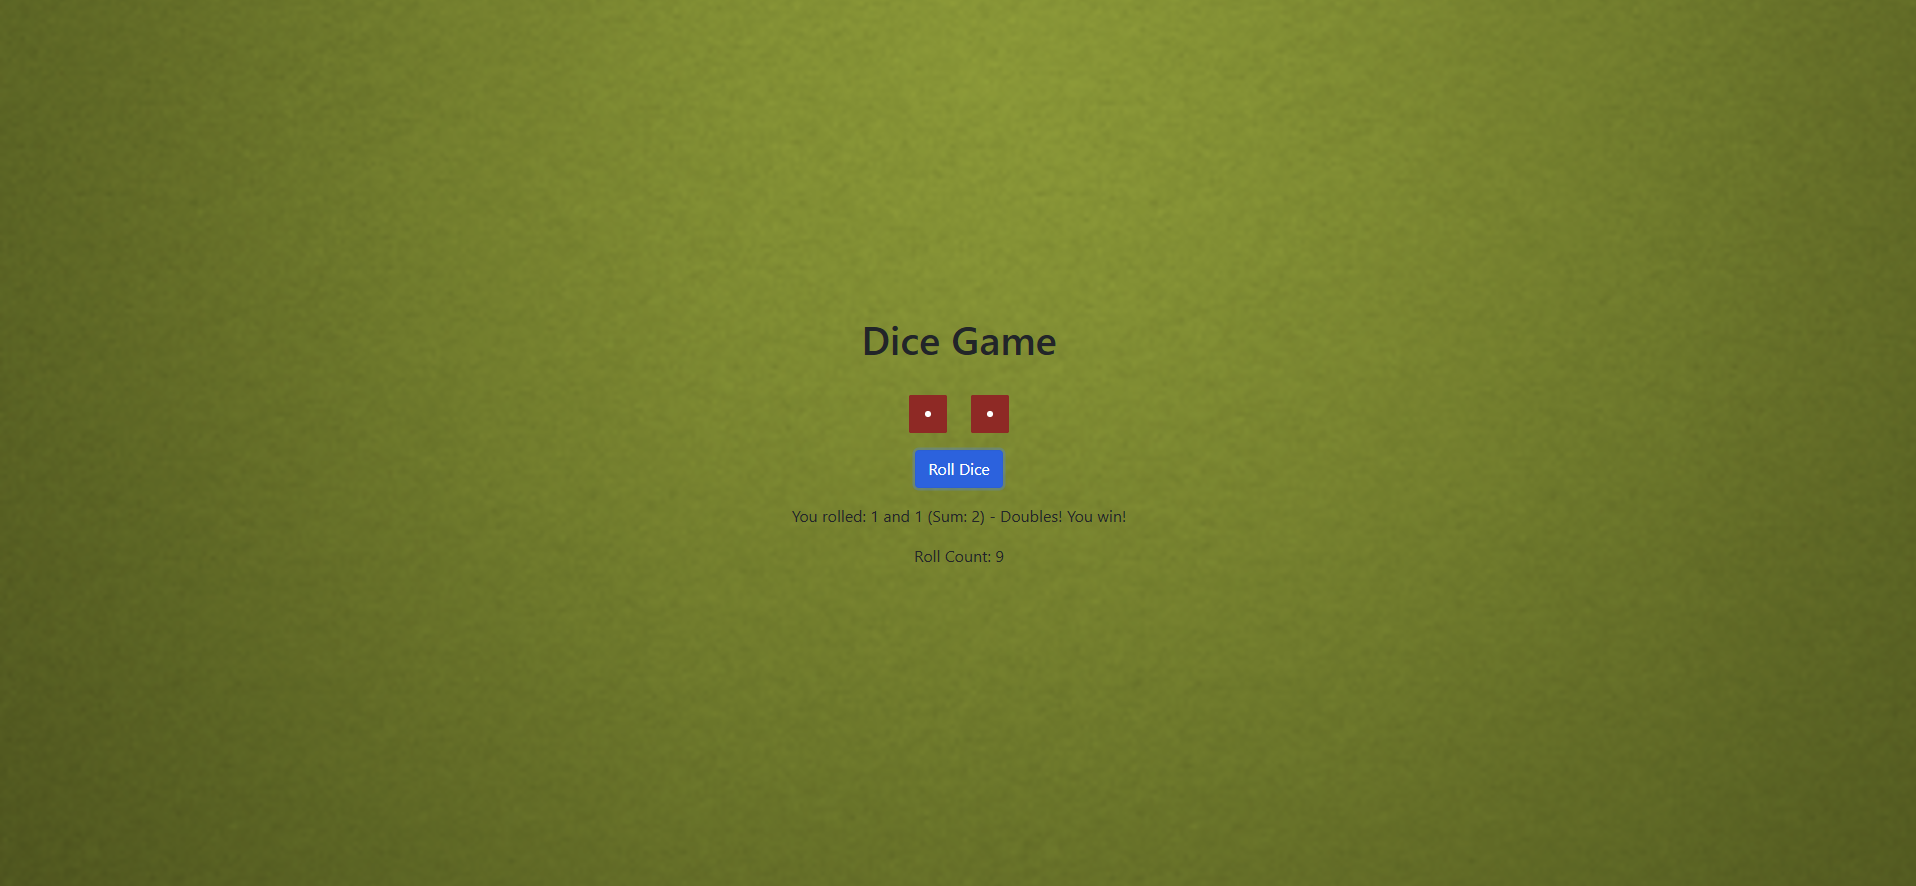 Dice Game
Roll Dice
You rolled: 1 and 1 (Sum: 2) - Doubles! You win!
Roll Count: 9